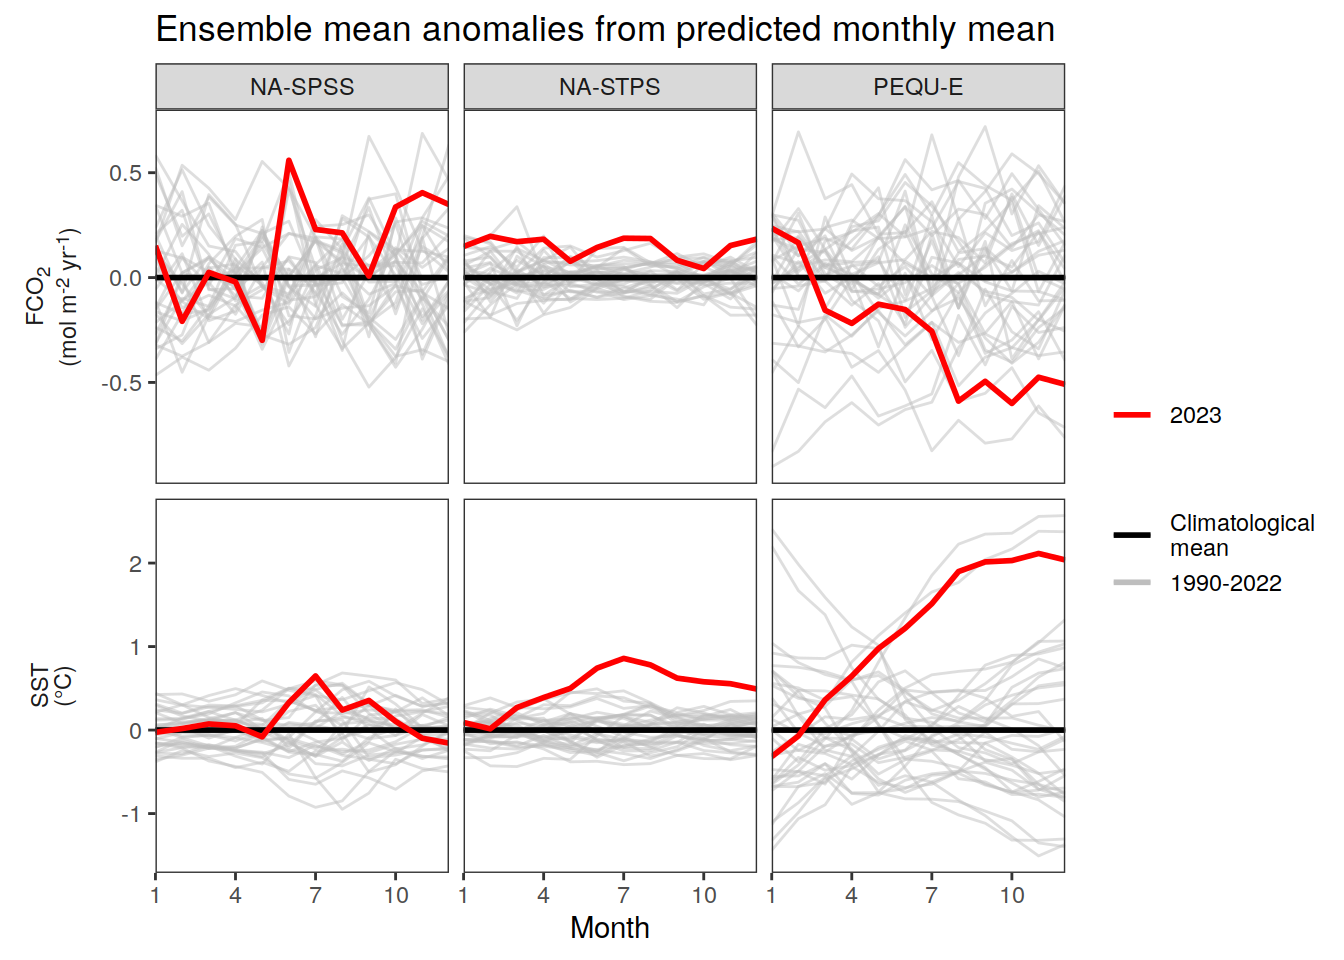 Ensemble mean anomalies from predicted monthly mean
NA-SPSS
NA-STPS
PEQU-E
FCO₂
(mol m⁻² yr⁻¹)
0.5
0.0
-0.5
SST
(°C)
2
1
0
-1
1 4 7 10
1 4 7 10
1 4 7 10
Month
2023
Climatological
mean
1990-2022